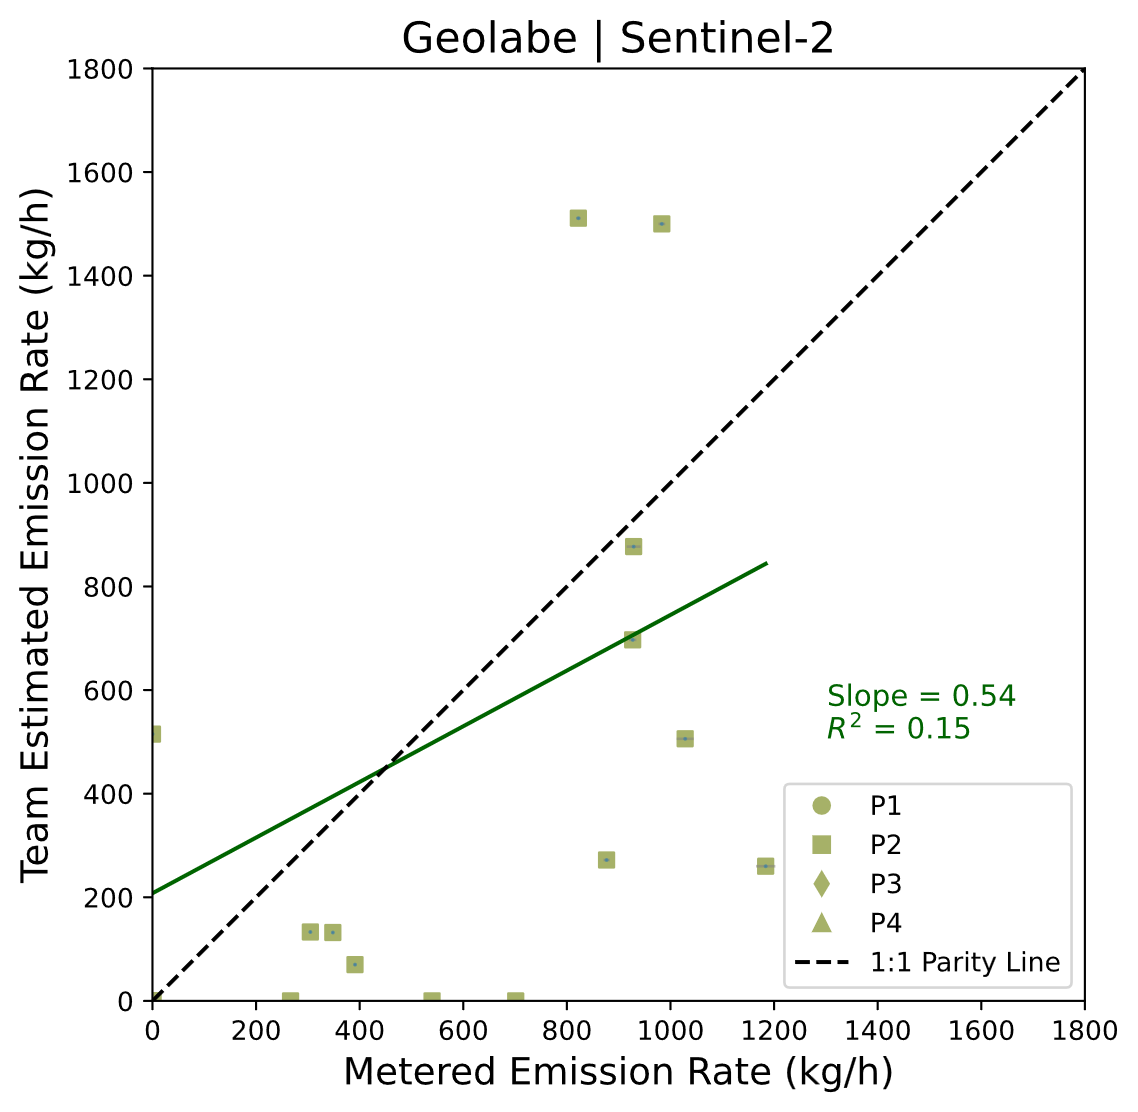 Geolabe | Sentinel-2
Team Estimated Emission Rate (kg/h)
1800
1600
1400
1200
1000
800
600
400
200
0
Slope = 0.54
R² = 0.15
P1
P2
P3
P4
1:1 Parity Line
0 200 400 600 800 1000 1200 1400 1600 1800
Metered Emission Rate (kg/h)